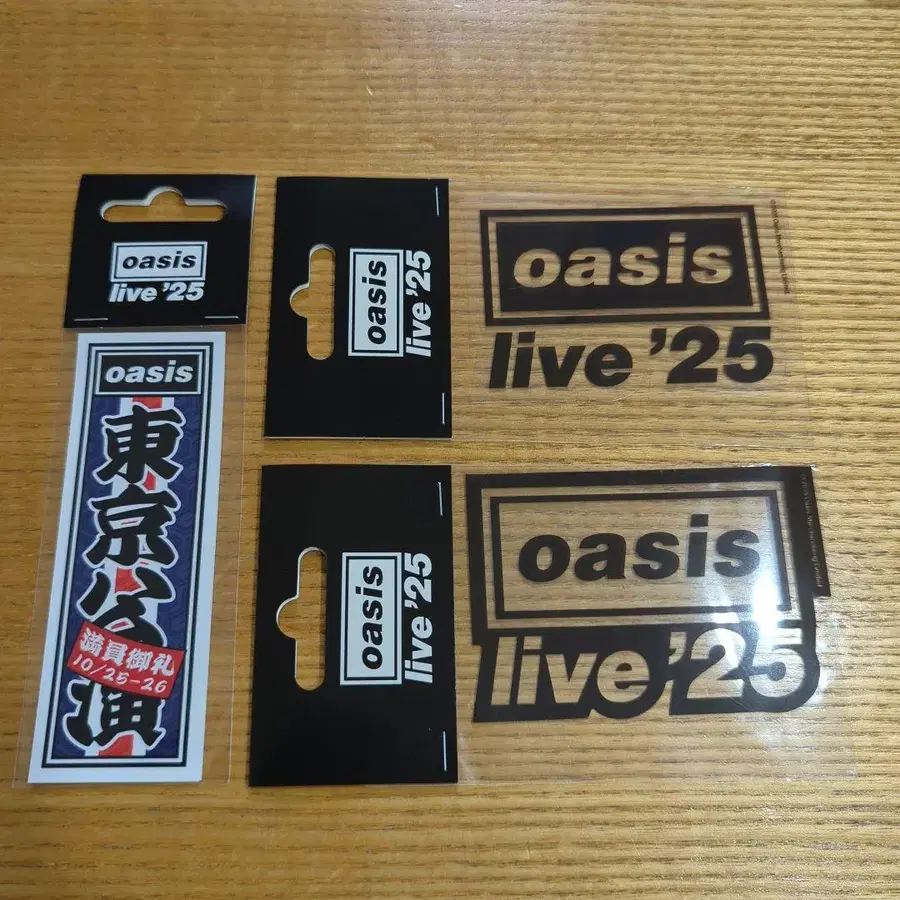 oasis
live '25
oasis
東京公演
満員御礼
10/25-26
oasis
live '25
oasis
live '25
oasis
live '25
oasis
live '25